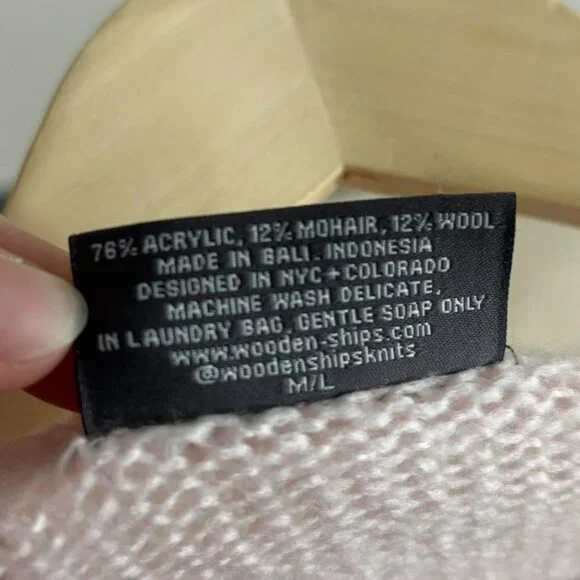 76% ACRYLIC, 12% MOHAIR, 12% WOOL
MADE IN BALI, INDONESIA
DESIGNED IN NYC + COLORADO
MACHINE WASH DELICATE,
IN LAUNDRY BAG, GENTLE SOAP ONLY
www.wooden-ships.com
@woodenshipsknits
M/L